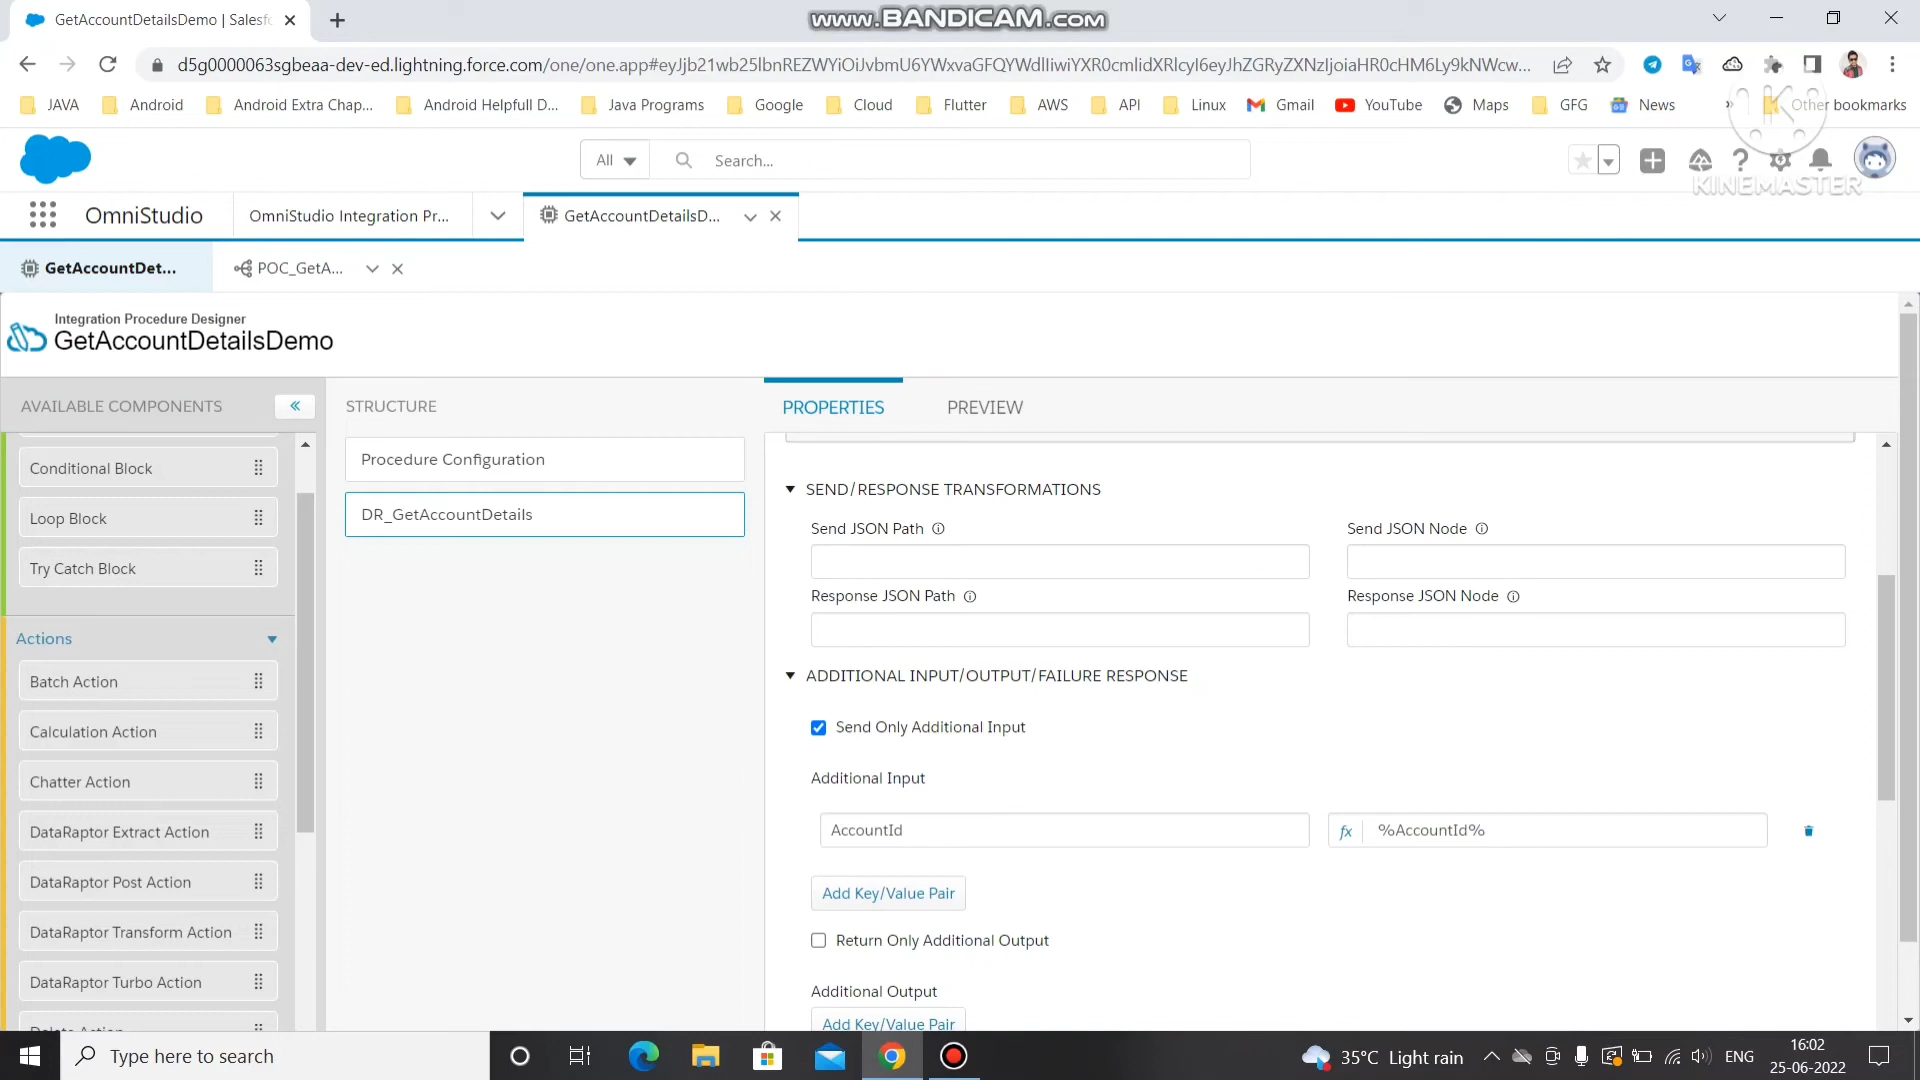 GetAccountDetailsDemo | Salesf
www.BANDICAM.com
d5g0000063sgbeaa-dev-ed.lightning.force.com/one/one.app#eyJjb21wb25lbnREZWYiOiJvbmU6YWxvaGFQYWdlIiwiYXR0cmlidXRlcyI6eyJhZGRyZXNzIjoiaHR0cHM6Ly9kNWcw...
JAVA
Android
Android Extra Chap...
Android Helpfull D...
Java Programs
Google
Cloud
Flutter
AWS
API
Linux
Gmail
YouTube
Maps
GFG
News
»
Other bookmarks
K
KINEMASTER
All
Search...
OmniStudio
OmniStudio Integration Pr...
GetAccountDetailsD...
GetAccountDet...
POC_GetA...
Integration Procedure Designer
GetAccountDetailsDemo
AVAILABLE COMPONENTS
STRUCTURE
PROPERTIES
PREVIEW
Conditional Block
Loop Block
Try Catch Block
Actions
Batch Action
Calculation Action
Chatter Action
DataRaptor Extract Action
DataRaptor Post Action
DataRaptor Transform Action
DataRaptor Turbo Action
Procedure Configuration
DR_GetAccountDetails
SEND/RESPONSE TRANSFORMATIONS
Send JSON Path
Send JSON Node
Response JSON Path
Response JSON Node
ADDITIONAL INPUT/OUTPUT/FAILURE RESPONSE
Send Only Additional Input
Additional Input
AccountId
fx %AccountId%
Add Key/Value Pair
Return Only Additional Output
Additional Output
Add Key/Value Pair
Type here to search
35°C Light rain
ENG
16:02
25-06-2022